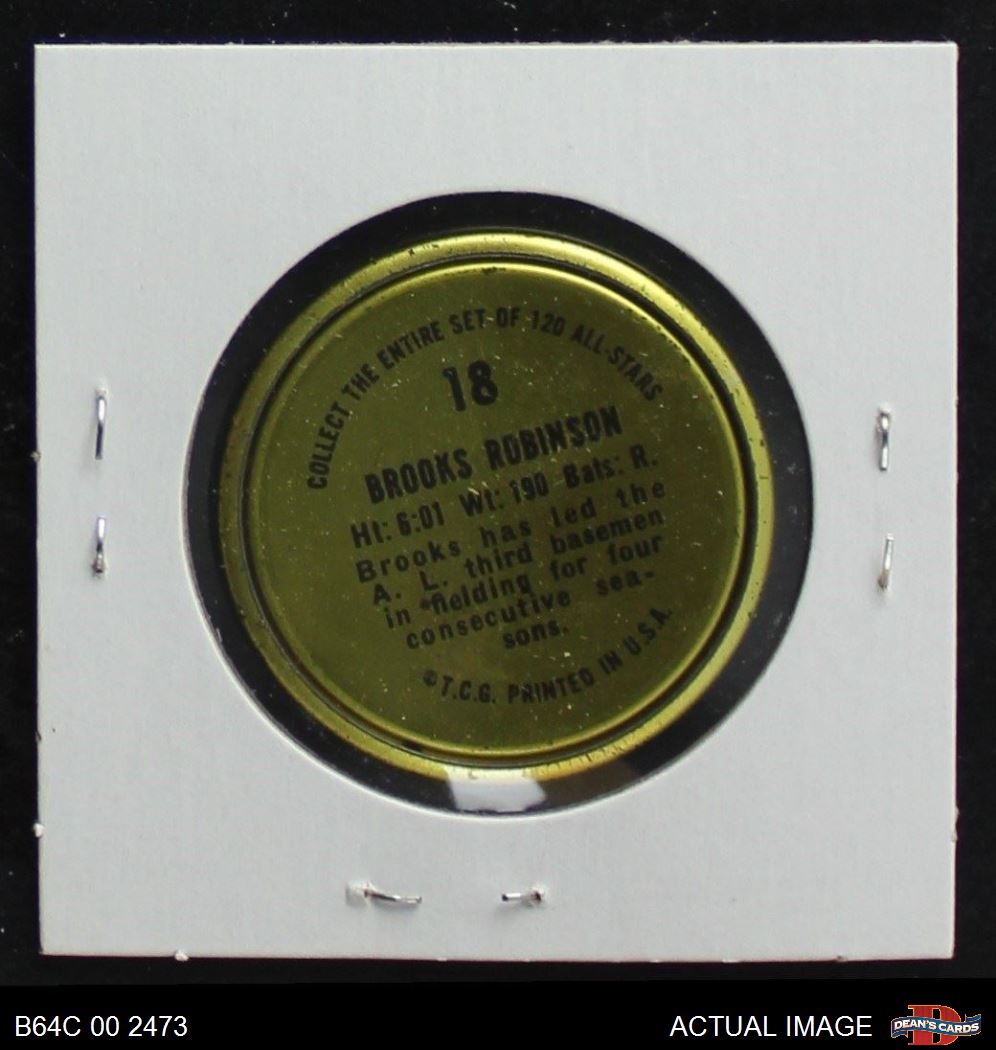 COLLECT THE ENTIRE SET OF 120 ALL-STARS
18
BROOKS ROBINSON
Ht: 6:01 Wt: 190 Bats: R.
Brooks has led the
A. L. third basemen
in fielding for four
consecutive sea-
sons.
©T.C.G. PRINTED IN U.S.A.
B64C 00 2473
ACTUAL IMAGE
DEAN'S CARDS